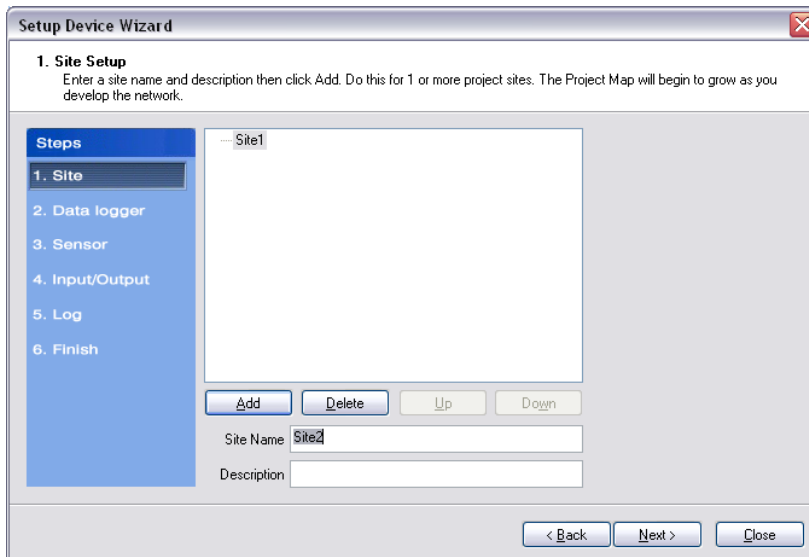 Setup Device Wizard
1. Site Setup
Enter a site name and description then click Add. Do this for 1 or more project sites. The Project Map will begin to grow as you
develop the network.
Steps
1. Site
2. Data logger
3. Sensor
4. Input/Output
5. Log
6. Finish
Site1
Add Delete Up Down
Site Name Site2
Description
< Back Next > Close